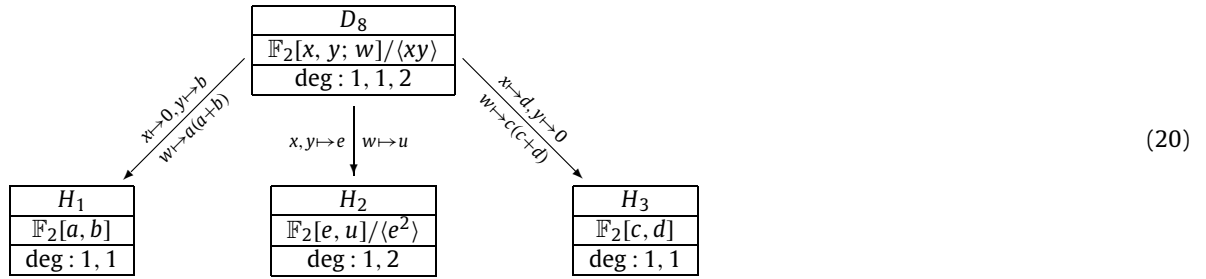 D₈
𝔽₂[x, y; w]/⟨xy⟩
deg : 1, 1, 2
x↦0, y↦b
w↦a(a+b)
x, y↦e
w↦u
x↦d, y↦0
w↦c(c+d)
(20)
H₁
𝔽₂[a, b]
deg : 1, 1
H₂
𝔽₂[e, u]/⟨e²⟩
deg : 1, 2
H₃
𝔽₂[c, d]
deg : 1, 1